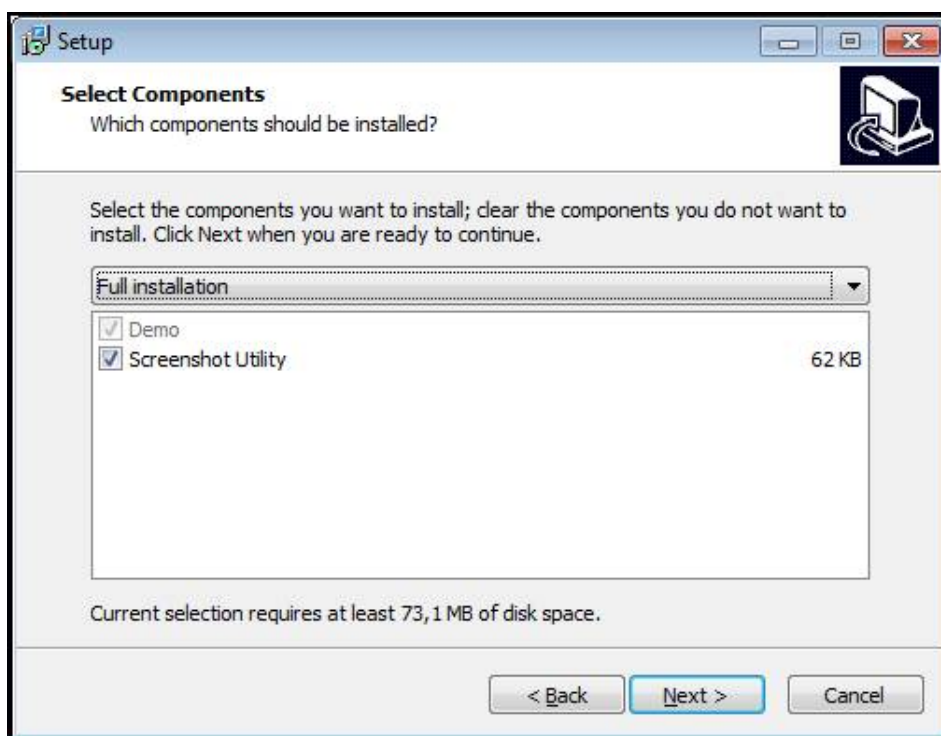 Setup
Select Components
Which components should be installed?
Select the components you want to install; clear the components you do not want to
install. Click Next when you are ready to continue.
Full installation
Demo
Screenshot Utility 62 KB
Current selection requires at least 73,1 MB of disk space.
< Back Next > Cancel